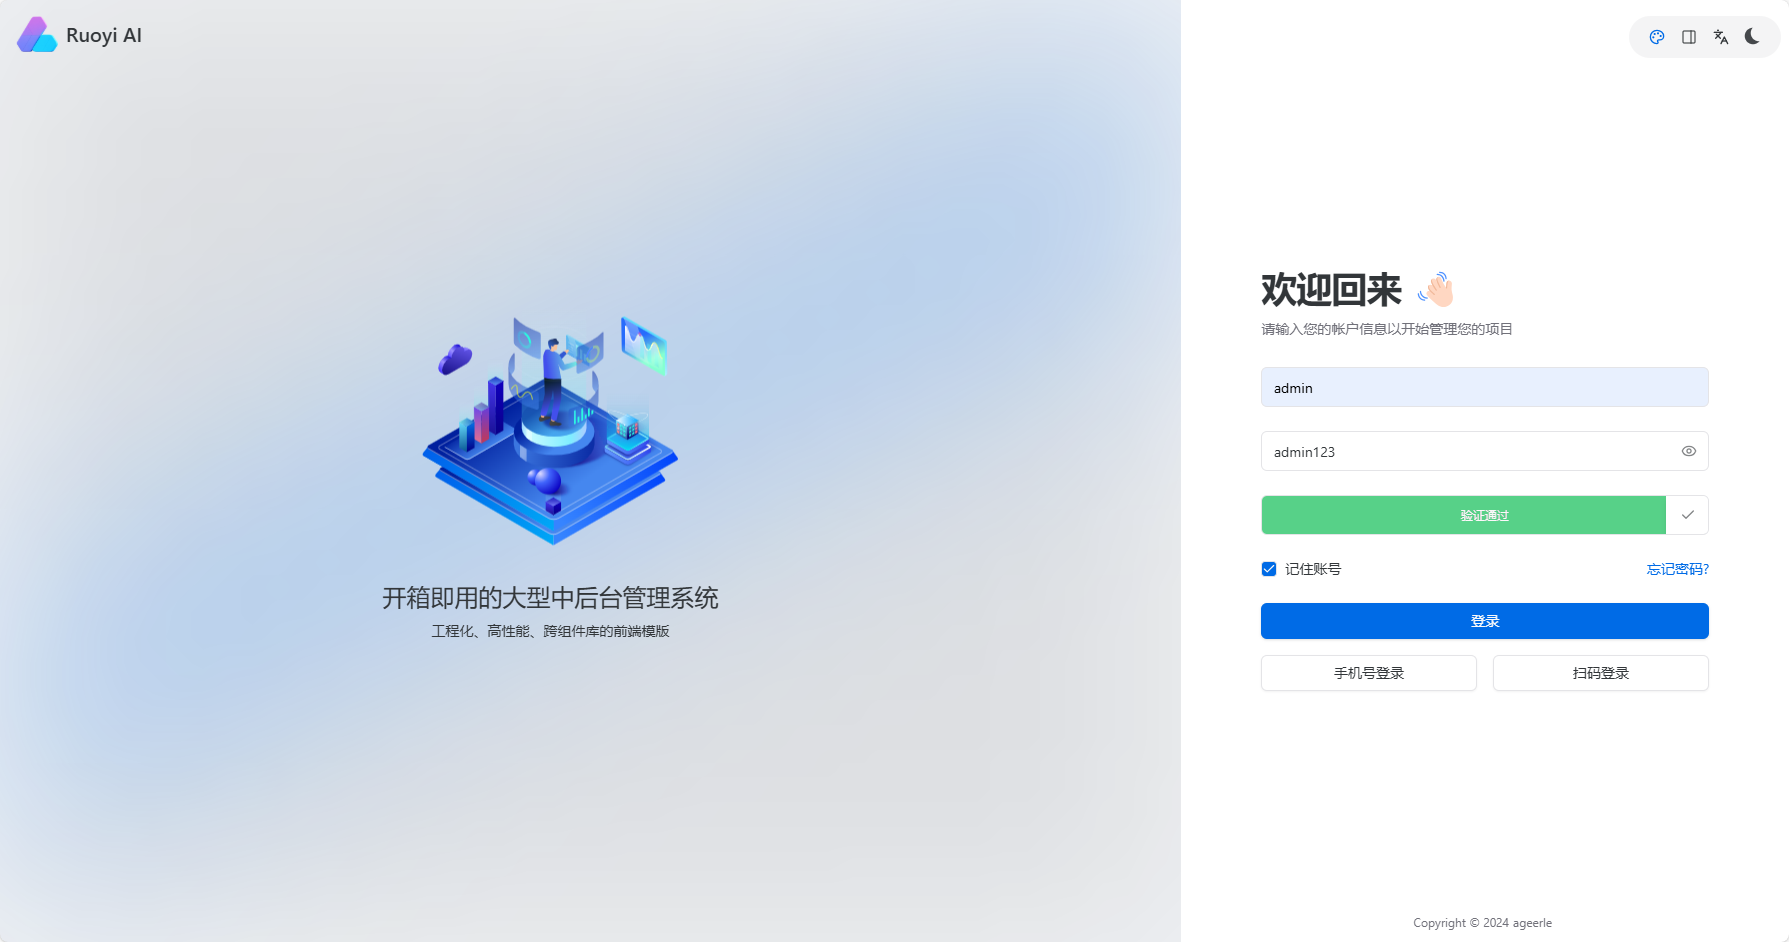 Ruoyi AI
开箱即用的大型中后台管理系统
工程化、高性能、跨组件库的前端模版
欢迎回来
请输入您的帐户信息以开始管理您的项目
admin
admin123
验证通过
记住账号
忘记密码?
登录
手机号登录
扫码登录
Copyright © 2024 ageerle